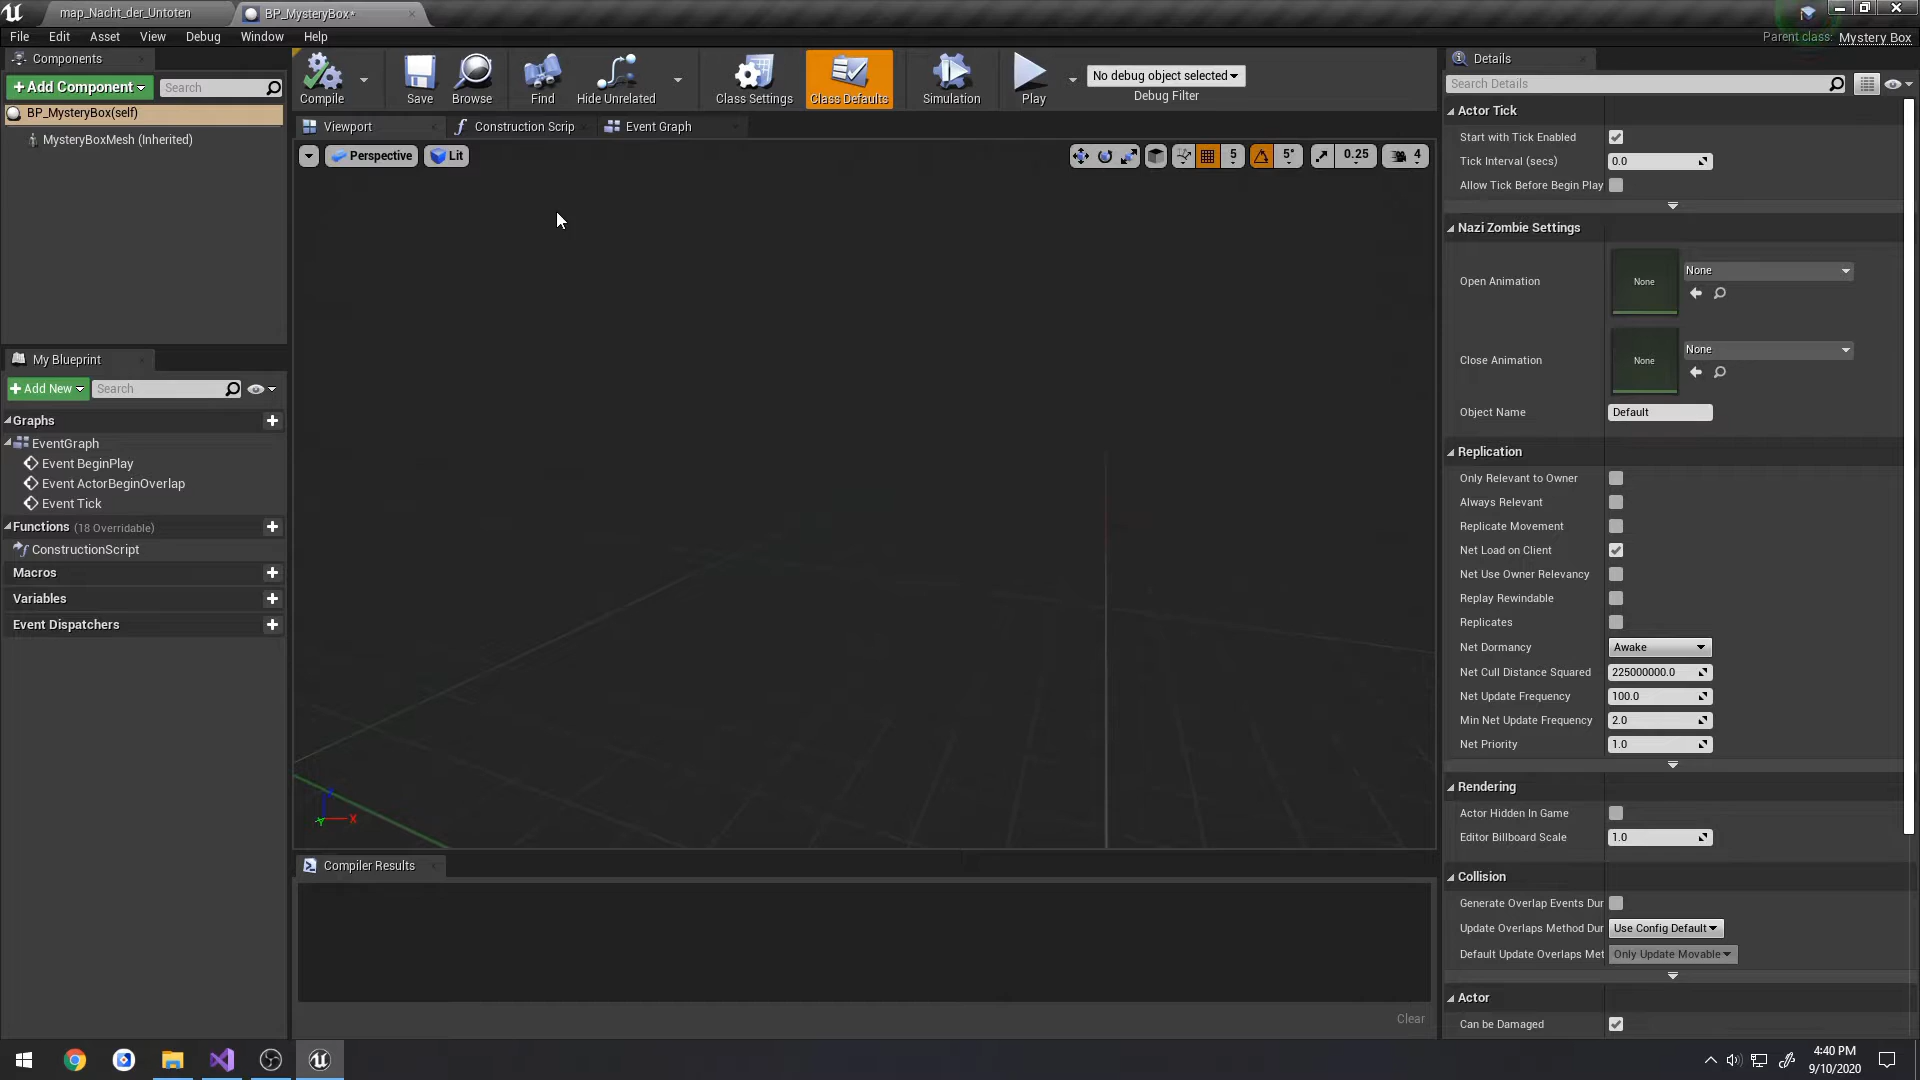 map_Nacht_der_Untoten
BP_MysteryBox*
File Edit Asset View Debug Window Help
Parent class: Mystery Box
Components
+ Add Component
Search
BP_MysteryBox(self)
MysteryBoxMesh (Inherited)
Compile
Save
Browse
Find
Hide Unrelated
Class Settings
Class Defaults
Simulation
Play
No debug object selected
Debug Filter
Viewport
Construction Scrip
Event Graph
Perspective
Lit
5
5°
0.25
4
X
My Blueprint
+ Add New
Search
Graphs
EventGraph
Event BeginPlay
Event ActorBeginOverlap
Event Tick
Functions (18 Overridable)
ConstructionScript
Macros
Variables
Event Dispatchers
Compiler Results
Clear
Details
Search Details
Actor Tick
Start with Tick Enabled
Tick Interval (secs) 0.0
Allow Tick Before Begin Play
Nazi Zombie Settings
Open Animation None None
Close Animation None None
Object Name Default
Replication
Only Relevant to Owner
Always Relevant
Replicate Movement
Net Load on Client
Net Use Owner Relevancy
Replay Rewindable
Replicates
Net Dormancy Awake
Net Cull Distance Squared 225000000.0
Net Update Frequency 100.0
Min Net Update Frequency 2.0
Net Priority 1.0
Rendering
Actor Hidden In Game
Editor Billboard Scale 1.0
Collision
Generate Overlap Events Dur
Update Overlaps Method Dur Use Config Default
Default Update Overlaps Met Only Update Movable
Actor
Can be Damaged
4:40 PM
9/10/2020